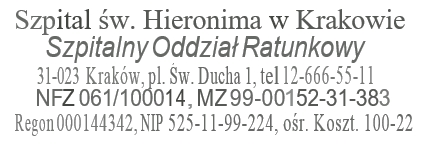 Szpital św. Hieronima w Krakowie
Szpitalny Oddział Ratunkowy
31-023 Kraków, pl. Św. Ducha 1, tel 12-666-55-11
NFZ 061/100014, MZ 99-00152-31-383
Regon 000144342, NIP 525-11-99-224, ośr. Koszt. 100-22